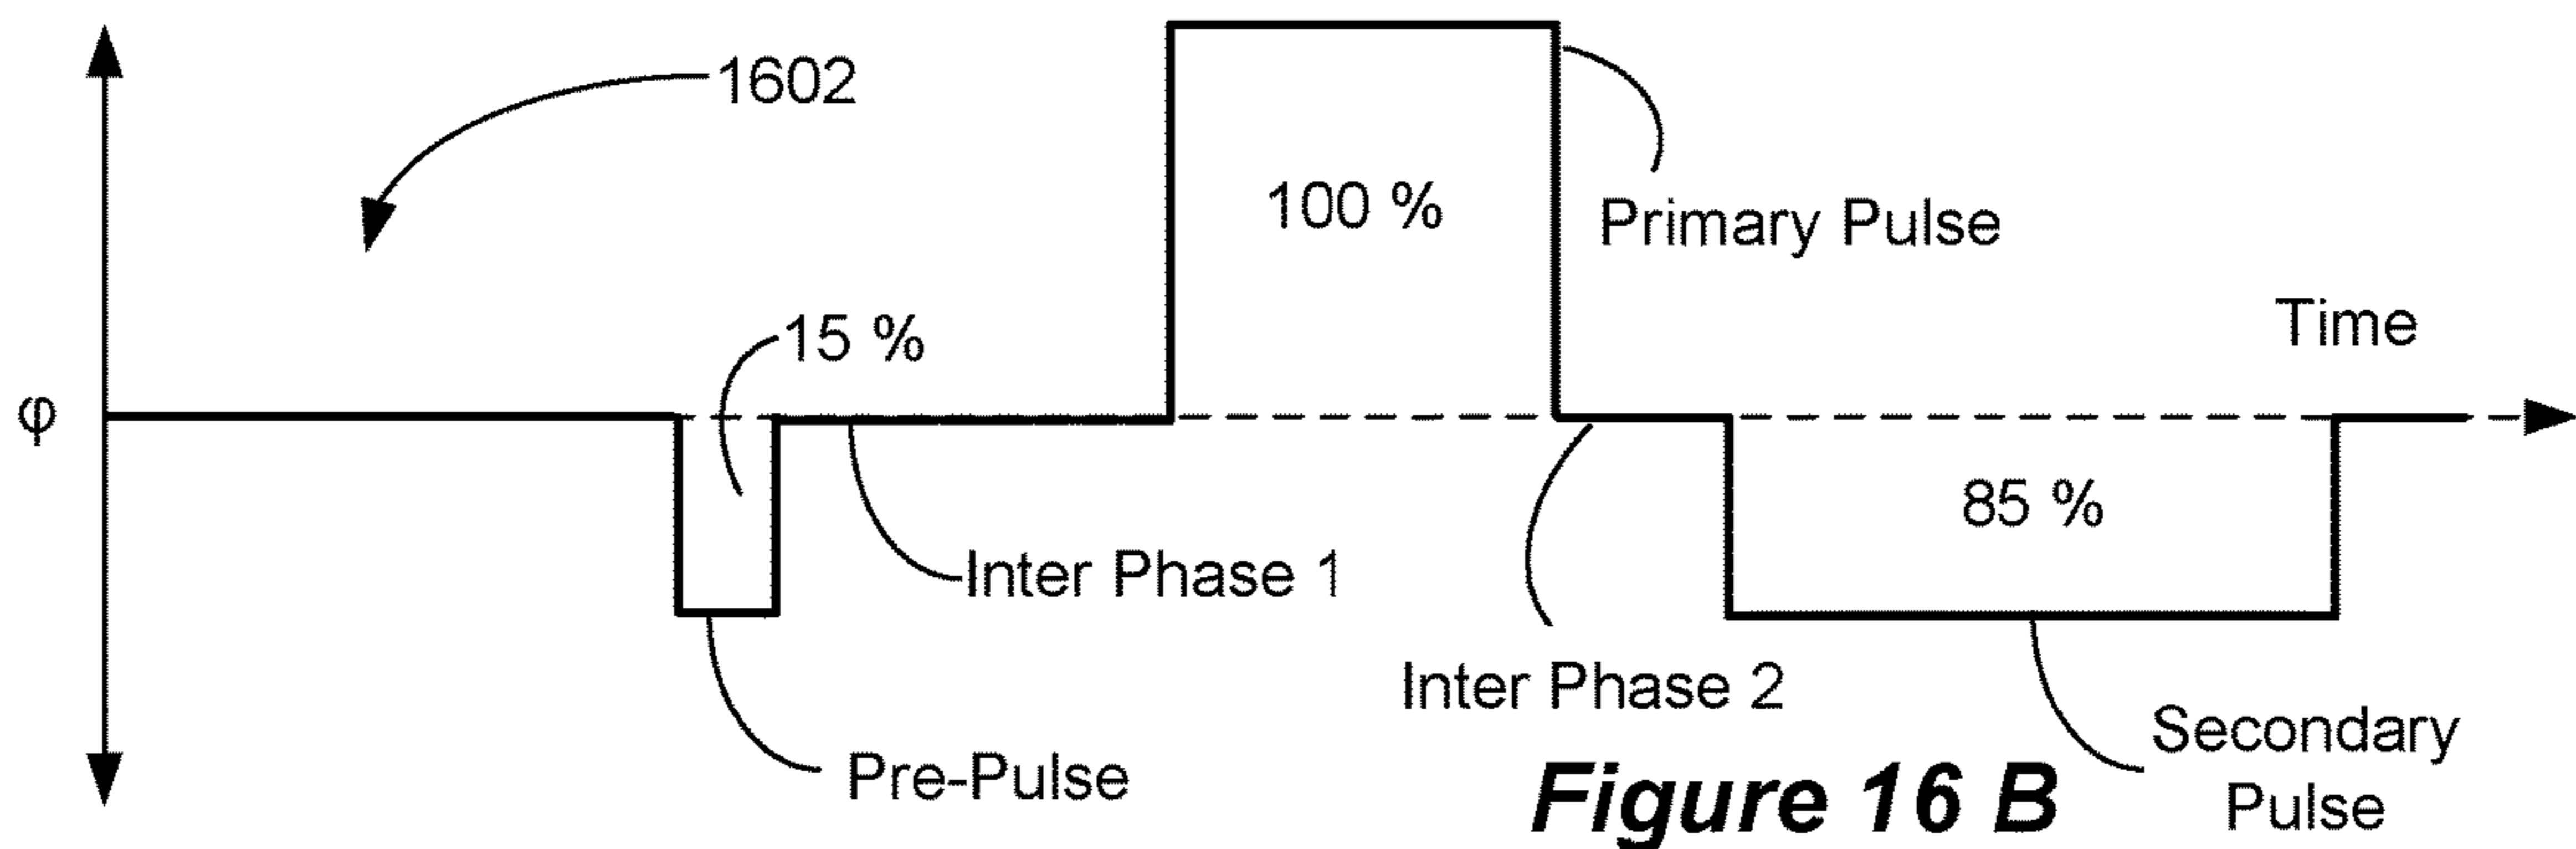 1602
100 %
Primary Pulse
15 %
Time
φ
85 %
Inter Phase 1
Inter Phase 2
Pre-Pulse
Secondary
Pulse
Figure 16 B